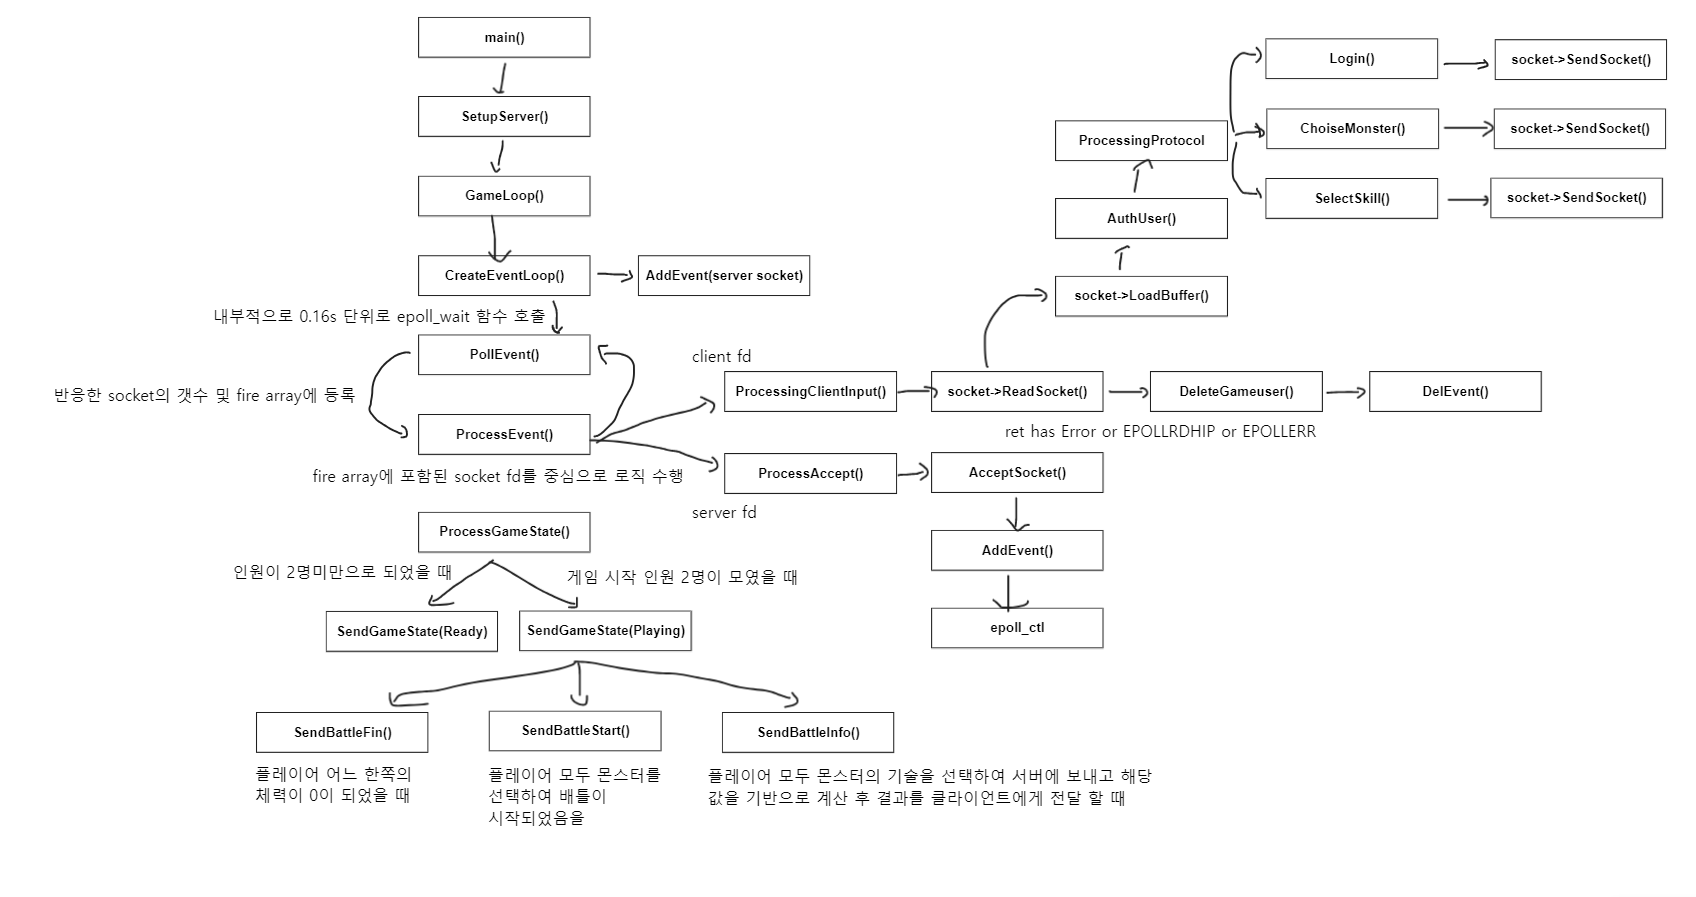 main()
SetupServer()
GameLoop()
CreateEventLoop()
AddEvent(server socket)
내부적으로 0.16s 단위로 epoll_wait 함수 호출
PollEvent()
반응한 socket의 갯수 및 fire array에 등록
ProcessEvent()
fire array에 포함된 socket fd를 중심으로 로직 수행
client fd
ProcessingClientInput()
socket->ReadSocket()
DeleteGameuser()
DelEvent()
ret has Error or EPOLLRDHIP or EPOLLERR
socket->LoadBuffer()
AuthUser()
ProcessingProtocol
Login()
socket->SendSocket()
ChoiseMonster()
socket->SendSocket()
SelectSkill()
socket->SendSocket()
ProcessAccept()
server fd
AcceptSocket()
AddEvent()
epoll_ctl
ProcessGameState()
인원이 2명미만으로 되었을 때
게임 시작 인원 2명이 모였을 때
SendGameState(Ready)
SendGameState(Playing)
SendBattleFin()
플레이어 어느 한쪽의
체력이 0이 되었을 때
SendBattleStart()
플레이어 모두 몬스터를
선택하여 배틀이
시작되었음을
SendBattleInfo()
플레이어 모두 몬스터의 기술을 선택하여 서버에 보내고 해당
값을 기반으로 계산 후 결과를 클라이언트에게 전달 할 때